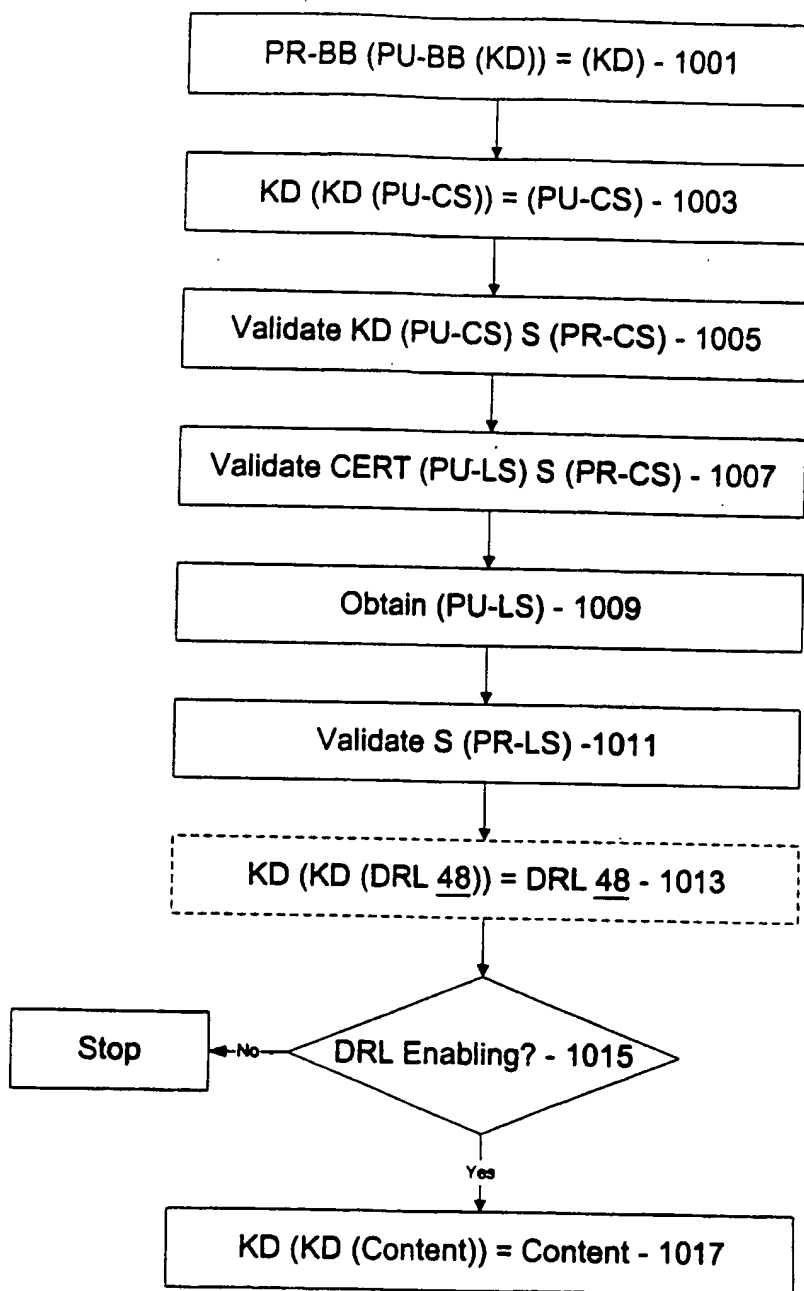 PR-BB (PU-BB (KD)) = (KD) - 1001
KD (KD (PU-CS)) = (PU-CS) - 1003
Validate KD (PU-CS) S (PR-CS) - 1005
Validate CERT (PU-LS) S (PR-CS) - 1007
Obtain (PU-LS) - 1009
Validate S (PR-LS) -1011
KD (KD (DRL 48)) = DRL 48 - 1013
DRL Enabling? - 1015
No
Stop
Yes
KD (KD (Content)) = Content - 1017